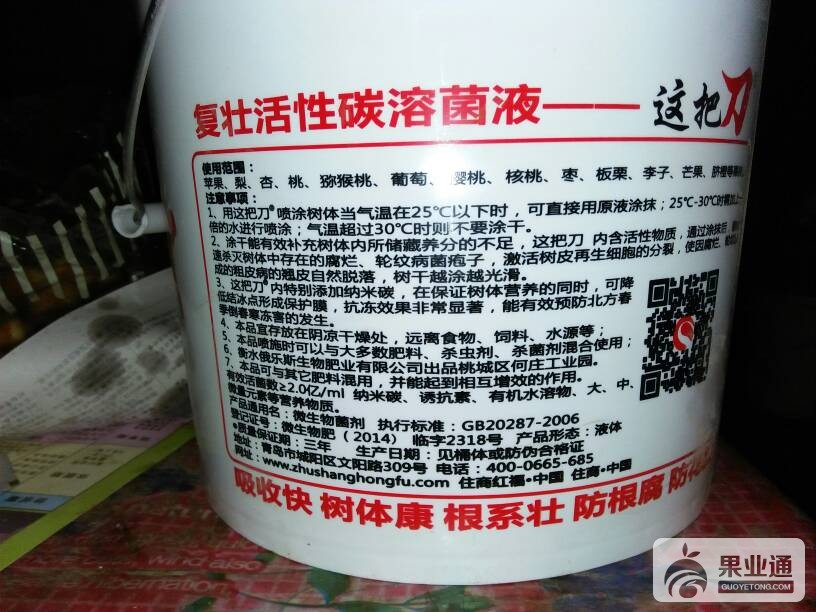 复壮活性碳溶菌液——这把刀
使用范围：
苹果、梨、杏、桃、猕猴桃、葡萄、樱桃、核桃、枣、板栗、李子、芒果、脐橙等
注意事项：
1、用这把刀®喷涂树体当气温在25℃以下时，可直接用原液涂抹；25℃-30℃时需加上一
倍的水进行喷涂；气温超过30℃时则不要涂干。
2、涂干能有效补充树体内所储藏养分的不足，这把刀 内含活性物质，通过涂抹后，
速杀灭树体中存在的腐烂、轮纹病菌孢子，激活树皮再生细胞的分裂，使因腐烂、
成的粗皮病的翘皮自然脱落，树干越涂越光滑。
3、这把刀®内特别添加纳米碳，在保证树体营养的同时，可降
低结冰点形成保护膜，抗冻效果非常显著，能有效预防北方春
季倒春寒冻害的发生。
4、本品宜存放在阴凉干燥处，远离食物、饲料、水源等；
5、本品喷施时可以与大多数肥料、杀虫剂、杀菌剂混合使用；
6、衡水俄乐斯生物肥业有限公司出品桃城区何庄工业园。
7、本品可与其它肥料混用，并能起到相互增效的作用。
有效活菌数≥2.0亿/ml 纳米碳、诱抗素、有机水溶物、大、中、
微量元素等营养物质。
产品通用名：微生物菌剂 执行标准：GB20287-2006
登记证号：微生物肥（2014）临字2318号 产品形态：液体
•质量保证期：三年 生产日期：见桶体或防伪合格证
地址：青岛市城阳区文阳路309号 电话：400-0665-685
网址：www.zhushanghongfu.com 住商红福•中国 住商•中国
吸收快 树体康 根系壮 防根腐
果业通
GUOYETONG.COM